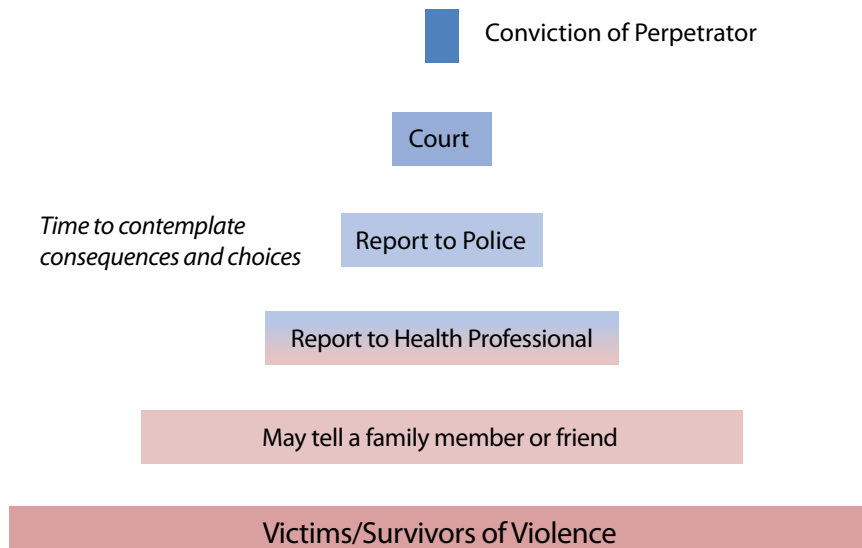 Conviction of Perpetrator
Court
Time to contemplate
consequences and choices
Report to Police
Report to Health Professional
May tell a family member or friend
Victims/Survivors of Violence